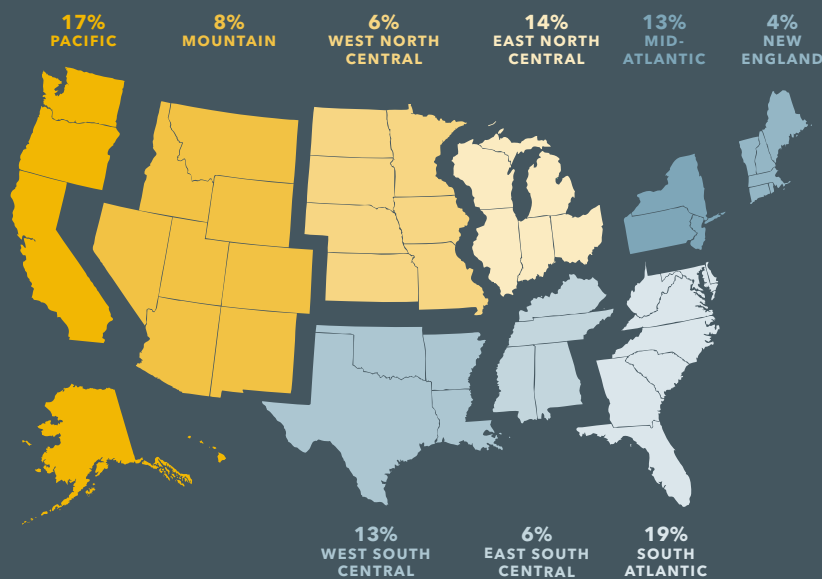 17%
PACIFIC
8%
MOUNTAIN
6%
WEST NORTH
CENTRAL
14%
EAST NORTH
CENTRAL
13%
MID-
ATLANTIC
4%
NEW
ENGLAND
13%
WEST SOUTH
CENTRAL
6%
EAST SOUTH
CENTRAL
19%
SOUTH
ATLANTIC